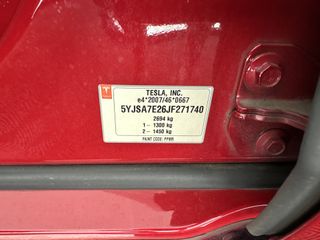 TESLA, INC.
e4*2007/46*0667
5YJSA7E26JF271740
2694 kg
1 - 1300 kg
2 - 1450 kg
PAINT CODE: PPMR